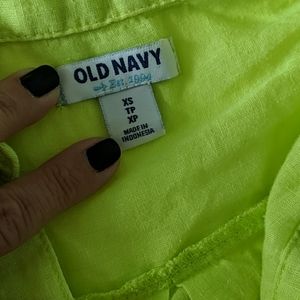 OLD NAVY
Est. 1994
XS
TP
XP
MADE IN
INDONESIA